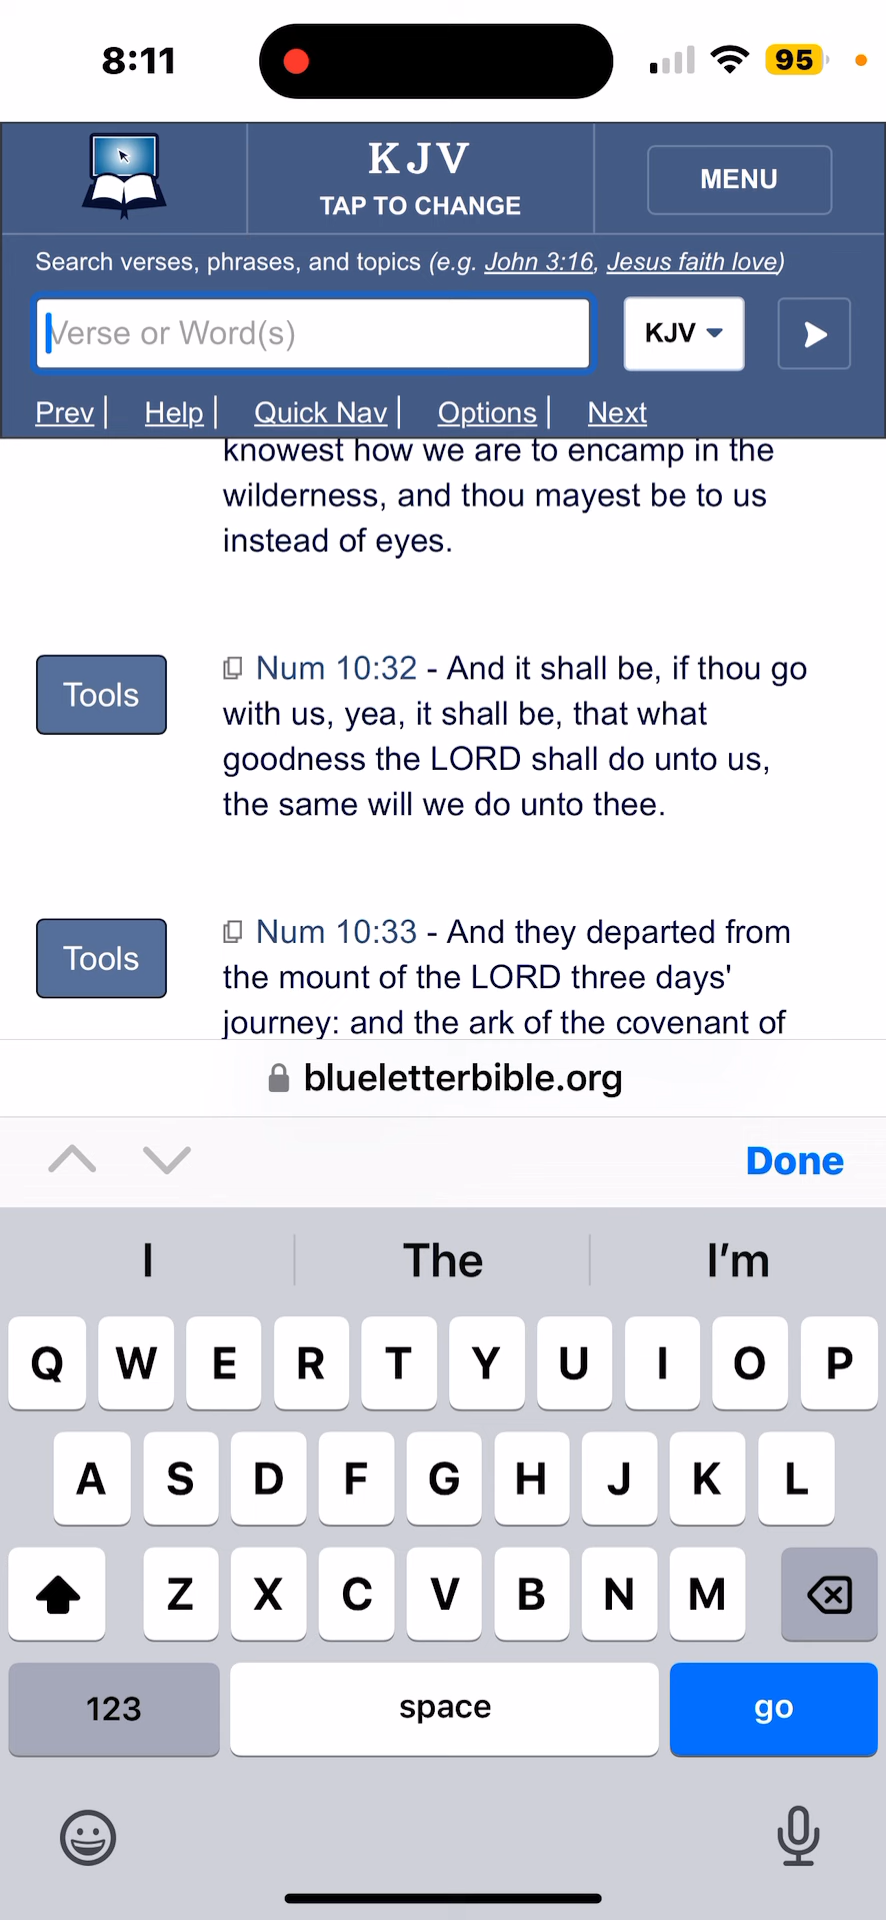 8:11
95
KJV
TAP TO CHANGE
MENU
Search verses, phrases, and topics (e.g. John 3:16, Jesus faith love)
Verse or Word(s)
KJV
Prev | Help | Quick Nav | Options | Next
knowest how we are to encamp in the
wilderness, and thou mayest be to us
instead of eyes.
Tools
Num 10:32 - And it shall be, if thou go
with us, yea, it shall be, that what
goodness the LORD shall do unto us,
the same will we do unto thee.
Tools
Num 10:33 - And they departed from
the mount of the LORD three days'
journey: and the ark of the covenant of
blueletterbible.org
Done
I The I’m
Q W E R T Y U I O P
A S D F G H J K L
Z X C V B N M
123 space go